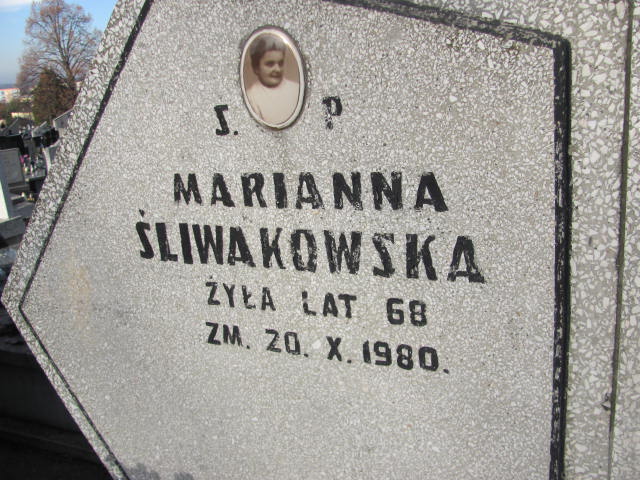 Ś. P
MARIANNA
ŚLIWAKOWSKA
ŻYŁA LAT 68
ZM. 20. X. 1980.